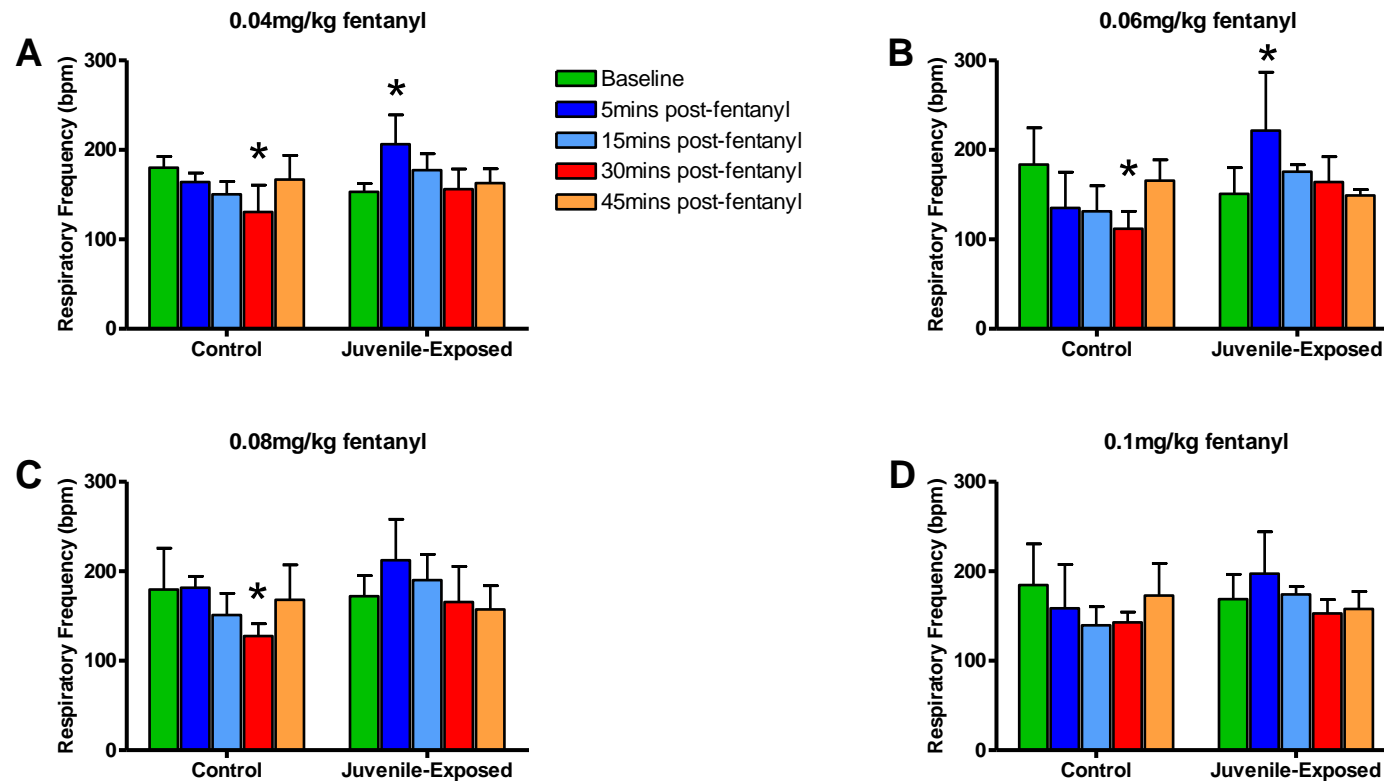 0.04mg/kg fentanyl
A
Respiratory Frequency (bpm)
300
200
100
0
*
*
Control
Juvenile-Exposed
Baseline
5mins post-fentanyl
15mins post-fentanyl
30mins post-fentanyl
45mins post-fentanyl
0.06mg/kg fentanyl
B
Respiratory Frequency (bpm)
300
200
100
0
*
*
Control
Juvenile-Exposed
0.08mg/kg fentanyl
C
Respiratory Frequency (bpm)
300
200
100
0
*
Control
Juvenile-Exposed
0.1mg/kg fentanyl
D
Respiratory Frequency (bpm)
300
200
100
0
Control
Juvenile-Exposed